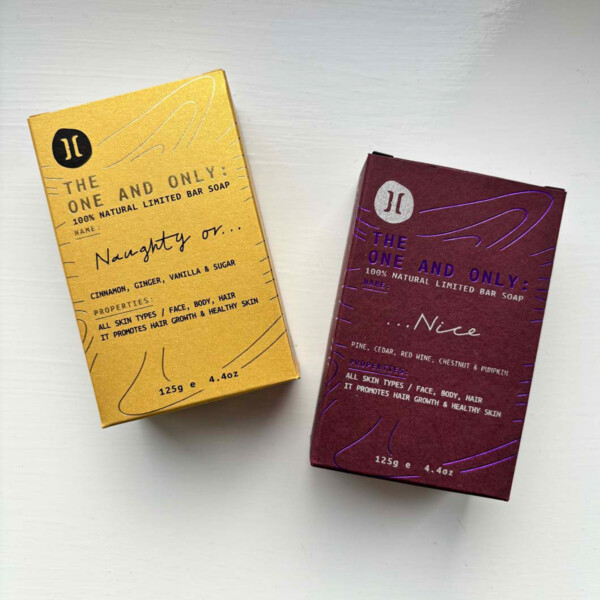 THE
ONE AND ONLY:
100% NATURAL LIMITED BAR SOAP
NAME:
Naughty or...
CINNAMON, GINGER, VANILLA & SUGAR
PROPERTIES:
ALL SKIN TYPES / FACE, BODY, HAIR
IT PROMOTES HAIR GROWTH & HEALTHY SKIN
125g e 4.4oz
THE
ONE AND ONLY:
100% NATURAL LIMITED BAR SOAP
NAME:
...Nice
PINE, CEDAR, RED WINE, CHESTNUT & PUMPKIN
PROPERTIES:
ALL SKIN TYPES / FACE, BODY, HAIR
IT PROMOTES HAIR GROWTH & HEALTHY SKIN
125g e 4.4oz